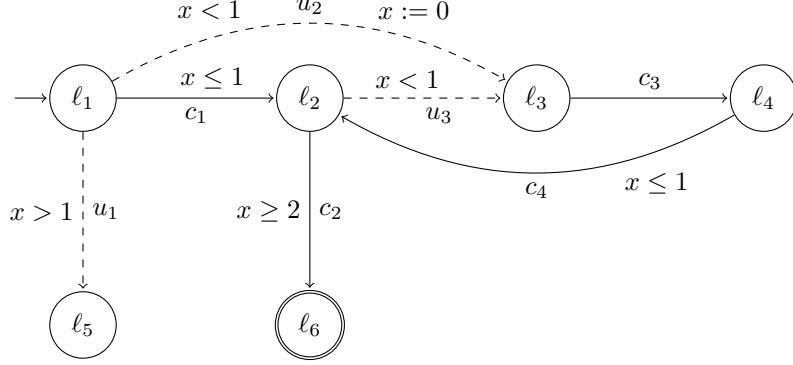 x < 1 u₂ x := 0
ℓ₁ x ≤ 1 c₁ ℓ₂ x < 1 u₃ ℓ₃ c₃ ℓ₄
c₄ x ≤ 1
x > 1 u₁ x ≥ 2 c₂
ℓ₅ ℓ₆